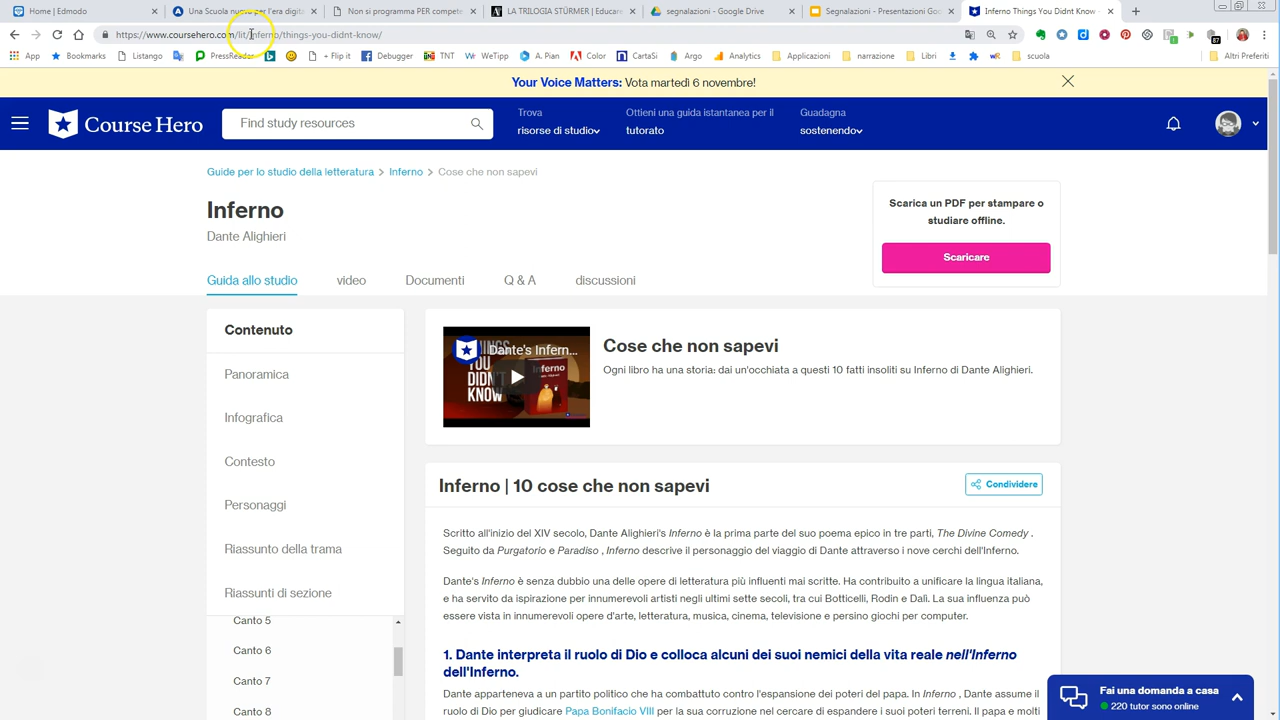 Home | Edmodo
Una Scuola nuova per l'era digita
Non si programma PER compete
LA TRILOGIA STÜRMER | Educare
segnalazioni - Google Drive
Segnalazioni - Presentazioni Goo
Inferno Things You Didnt Know -
https://www.coursehero.com/lit/inferno/things-you-didnt-know/
App
Bookmarks
Listango
PressReader
+ Flip it
Debugger
TNT
WeTipp
A. Pian
Color
CartaSi
Argo
Analytics
Applicazioni
narrazione
Libri
scuola
Altri Preferiti
Your Voice Matters: Vota martedì 6 novembre!
Course Hero
Find study resources
Trova
risorse di studio
Ottieni una guida istantanea per il
tutorato
Guadagna
sostenendo
Guide per lo studio della letteratura > Inferno > Cose che non sapevi
Inferno
Dante Alighieri
Scarica un PDF per stampare o
studiare offline.
Scaricare
Guida allo studio
video
Documenti
Q & A
discussioni
Contenuto
Panoramica
Infografica
Contesto
Personaggi
Riassunto della trama
Riassunti di sezione
Canto 5
Canto 6
Canto 7
Canto 8
Dante's Infern...
THINGS
YOU
DIDN'T
KNOW
Inferno
Cose che non sapevi
Ogni libro ha una storia: dai un'occhiata a questi 10 fatti insoliti su Inferno di Dante Alighieri.
Inferno | 10 cose che non sapevi
Condividere
Scritto all'inizio del XIV secolo, Dante Alighieri's Inferno è la prima parte del suo poema epico in tre parti, The Divine Comedy .
Seguito da Purgatorio e Paradiso , Inferno descrive il personaggio del viaggio di Dante attraverso i nove cerchi dell'Inferno.
Dante's Inferno è senza dubbio una delle opere di letteratura più influenti mai scritte. Ha contribuito a unificare la lingua italiana,
e ha servito da ispirazione per innumerevoli artisti negli ultimi sette secoli, tra cui Botticelli, Rodin e Dalì. La sua influenza può
essere vista in innumerevoli opere d'arte, letteratura, musica, cinema, televisione e persino giochi per computer.
1. Dante interpreta il ruolo di Dio e colloca alcuni dei suoi nemici della vita reale nell'Inferno
dell'Inferno.
Dante apparteneva a un partito politico che ha combattuto contro l'espansione dei poteri del papa. In Inferno , Dante assume il
ruolo di Dio per giudicare Papa Bonifacio VIII per la sua corruzione nel cercare di espandere i suoi poteri terreni. Il papa e molti
Fai una domanda a casa
220 tutor sono online